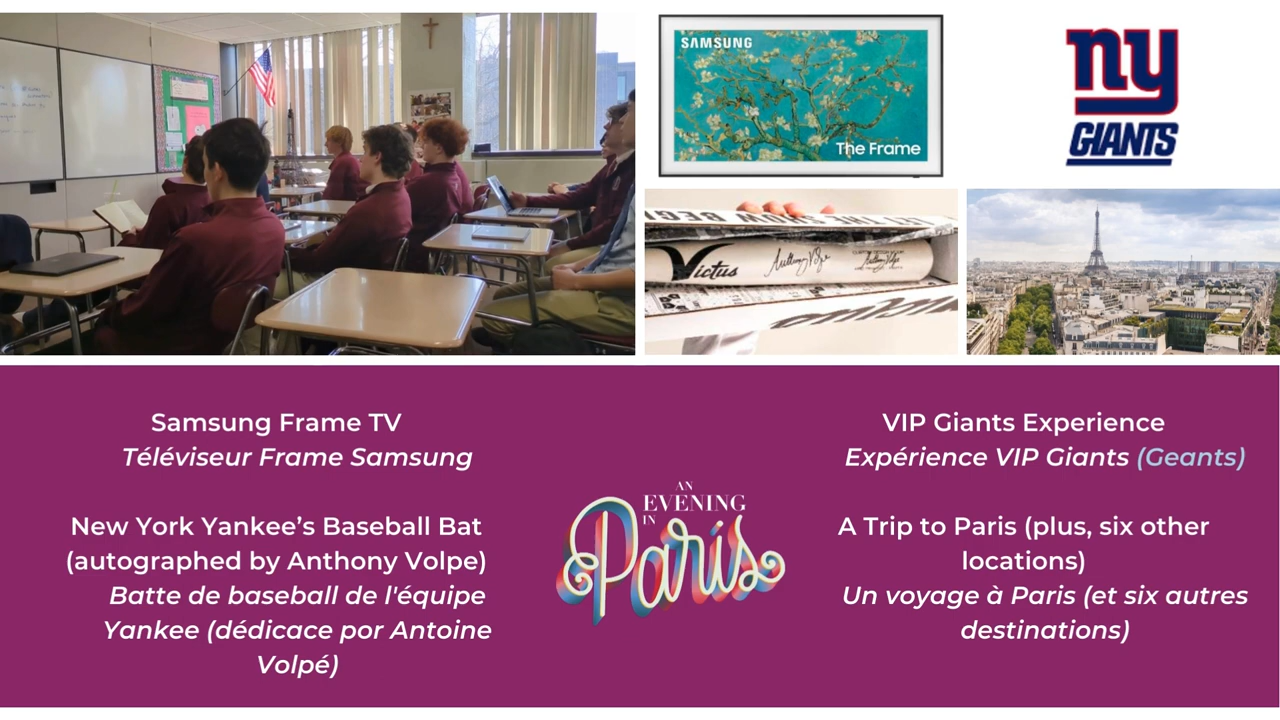 SAMSUNG
The Frame
ny
GIANTS
Victus
Anthony Volpe
Samsung Frame TV
Téléviseur Frame Samsung
New York Yankee’s Baseball Bat
(autographed by Anthony Volpe)
Batte de baseball de l'équipe
Yankee (dédicace por Antoine
Volpé)
AN
EVENING
IN
Paris
VIP Giants Experience
Expérience VIP Giants (Geants)
A Trip to Paris (plus, six other
locations)
Un voyage à Paris (et six autres
destinations)